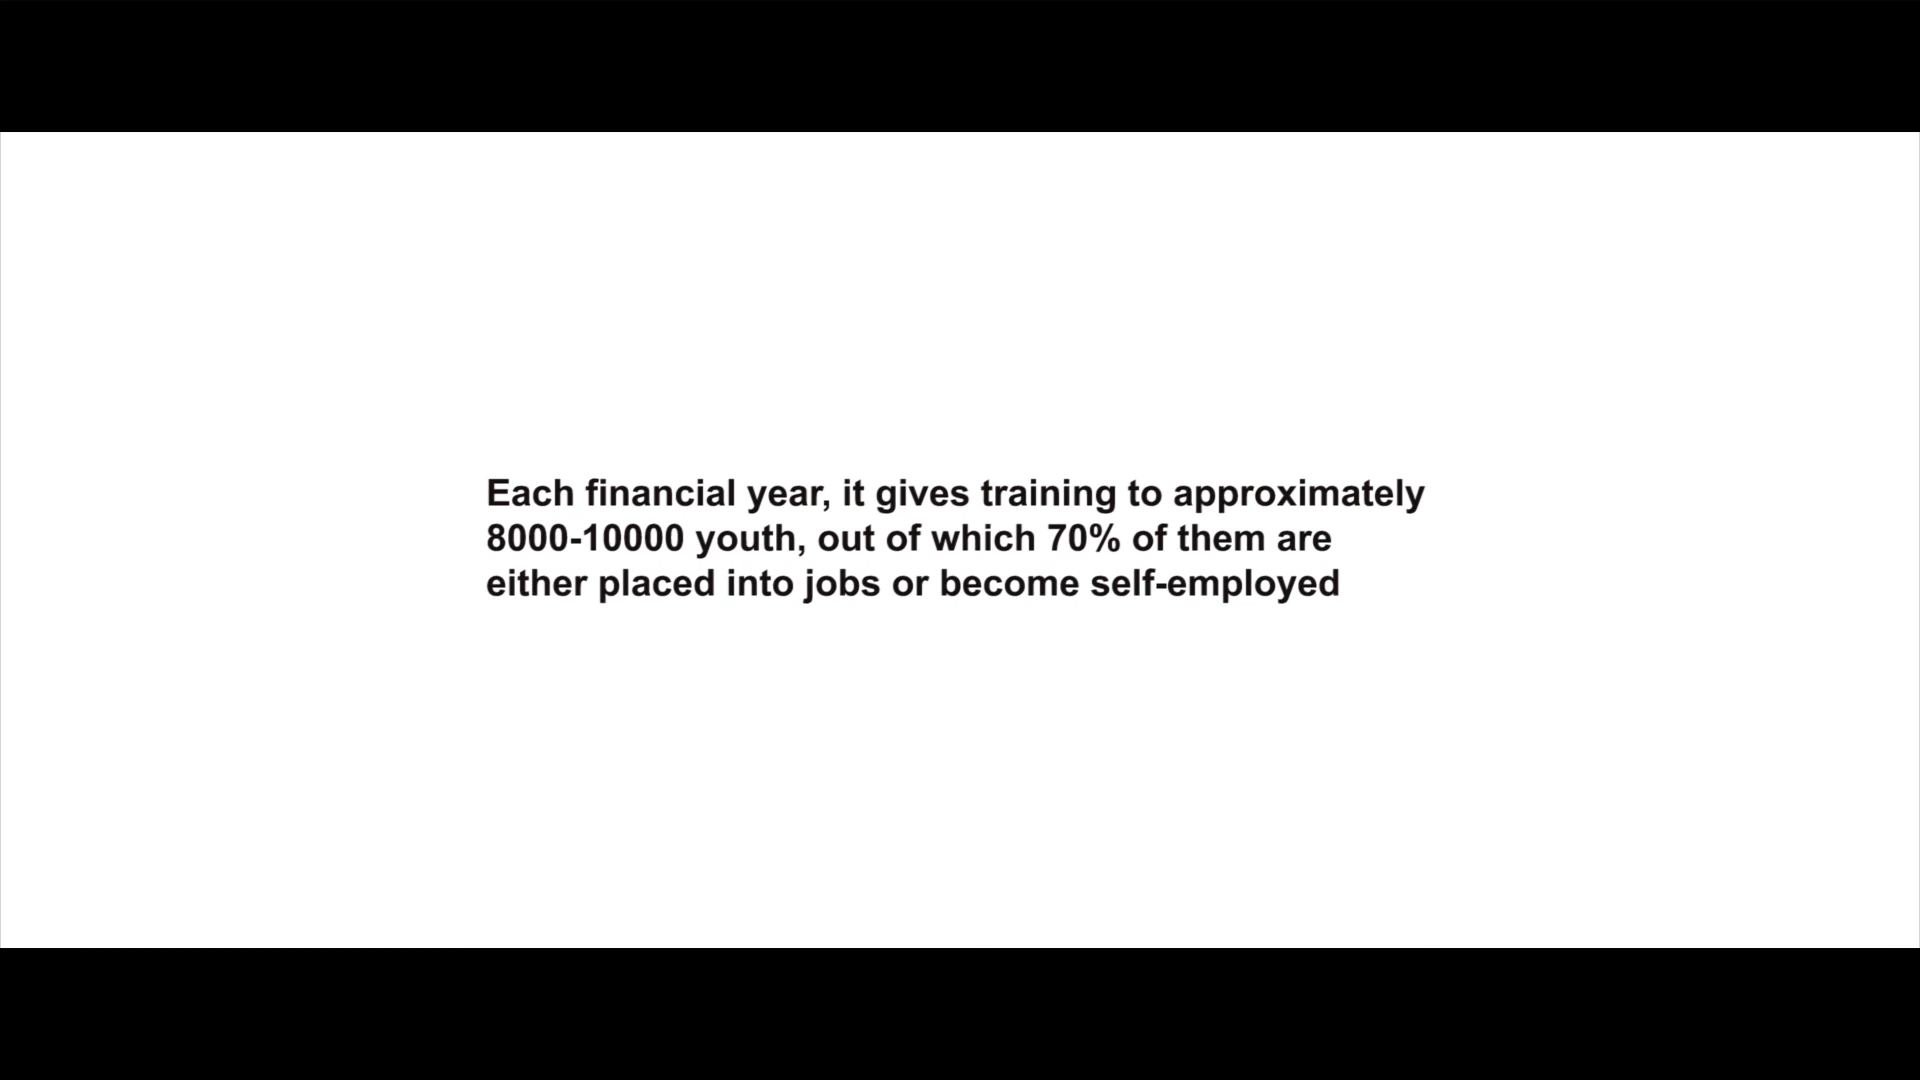 Each financial year, it gives training to approximately
8000-10000 youth, out of which 70% of them are
either placed into jobs or become self-employed